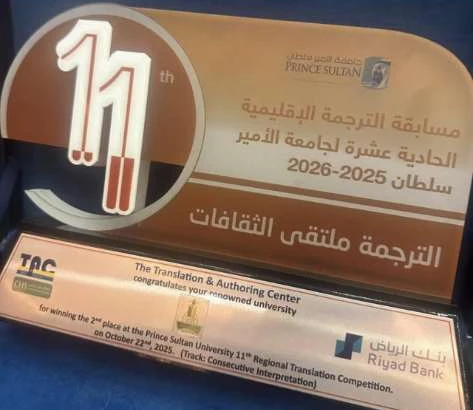 11th
جامعة الأمير سلطان
PRINCE SULTAN
مسابقة الترجمة الإقليمية
الحادية عشرة لجامعة الأمير
سلطان 2025-2026
الترجمة ملتقى الثقافات
TAC
The Translation & Authoring Center
congratulates your renowned university
for winning the 2nd place at the Prince Sultan University 11th Regional Translation Competition.
on October 22nd, 2025. (Track: Consecutive Interpretation)
بنك الرياض
Riyad Bank